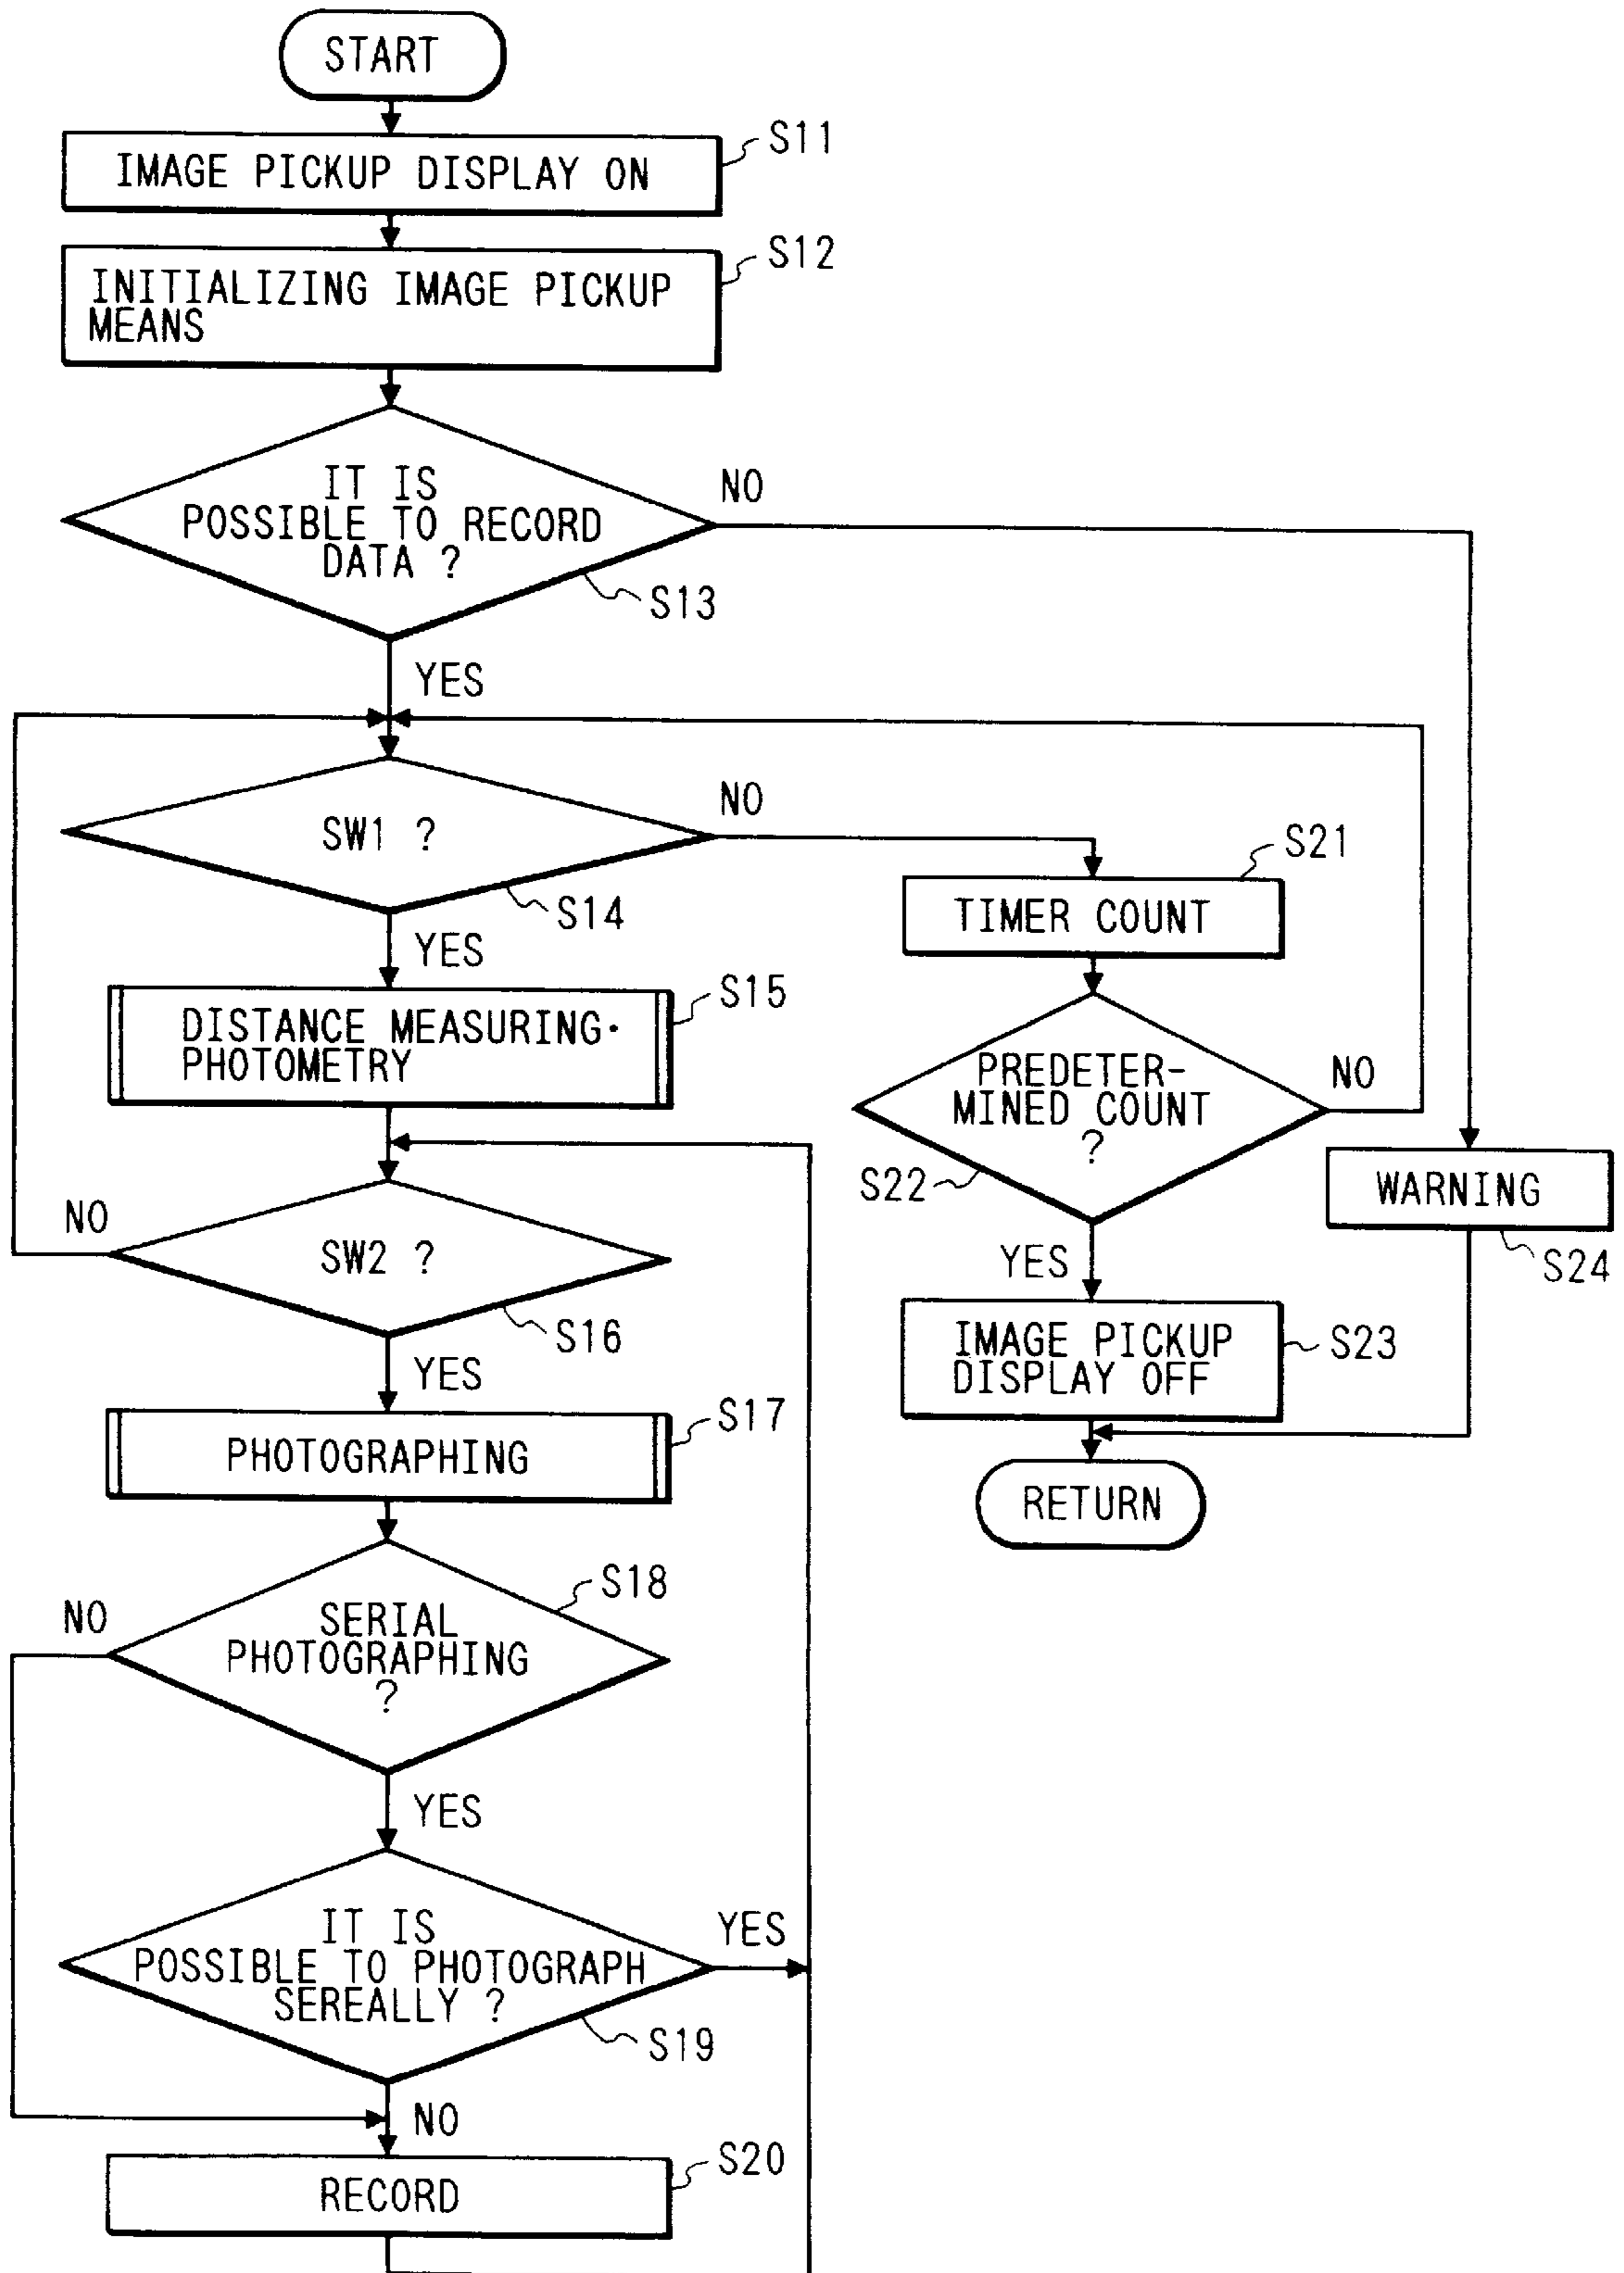 START
IMAGE PICKUP DISPLAY ON
S11
INITIALIZING IMAGE PICKUP
MEANS
S12
IT IS
POSSIBLE TO RECORD
DATA ?
S13
NO
YES
SW1 ?
S14
NO
YES
DISTANCE MEASURING·
PHOTOMETRY
S15
SW2 ?
S16
NO
YES
PHOTOGRAPHING
S17
SERIAL
PHOTOGRAPHING
?
S18
NO
YES
IT IS
POSSIBLE TO PHOTOGRAPH
SEREALLY ?
S19
YES
NO
RECORD
S20
TIMER COUNT
S21
PREDETER-
MINED COUNT
?
S22
NO
YES
IMAGE PICKUP
DISPLAY OFF
S23
WARNING
S24
RETURN